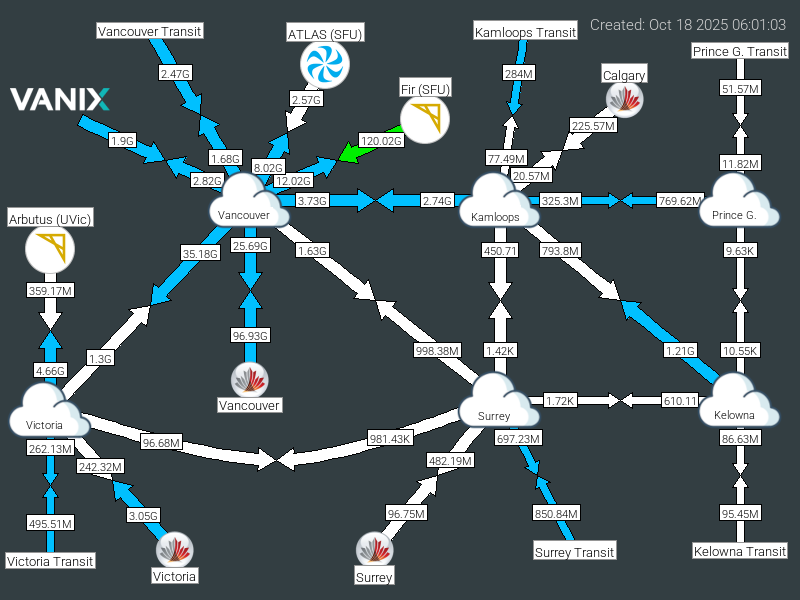 Created: Oct 18 2025 06:01:03
Vancouver Transit
ATLAS (SFU)
Kamloops Transit
Prince G. Transit
2.47G
284M
Calgary
Fir (SFU)
51.57M
VANIX
2.57G
225.57M
1.9G
120.02G
1.68G
77.49M
11.82M
8.02G
2.82G
12.02G
20.57M
3.73G
2.74G
325.3M
769.62M
Vancouver
Kamloops
Prince G.
Arbutus (UVic)
35.18G
25.69G
1.63G
450.71
793.8M
9.63K
359.17M
96.93G
1.3G
998.38M
1.42K
1.21G
10.55K
4.66G
Vancouver
1.72K
610.11
Victoria
Surrey
Kelowna
96.68M
981.43K
697.23M
86.63M
262.13M
242.32M
482.19M
495.51M
3.05G
96.75M
850.84M
95.45M
Victoria Transit
Victoria
Surrey
Surrey Transit
Kelowna Transit